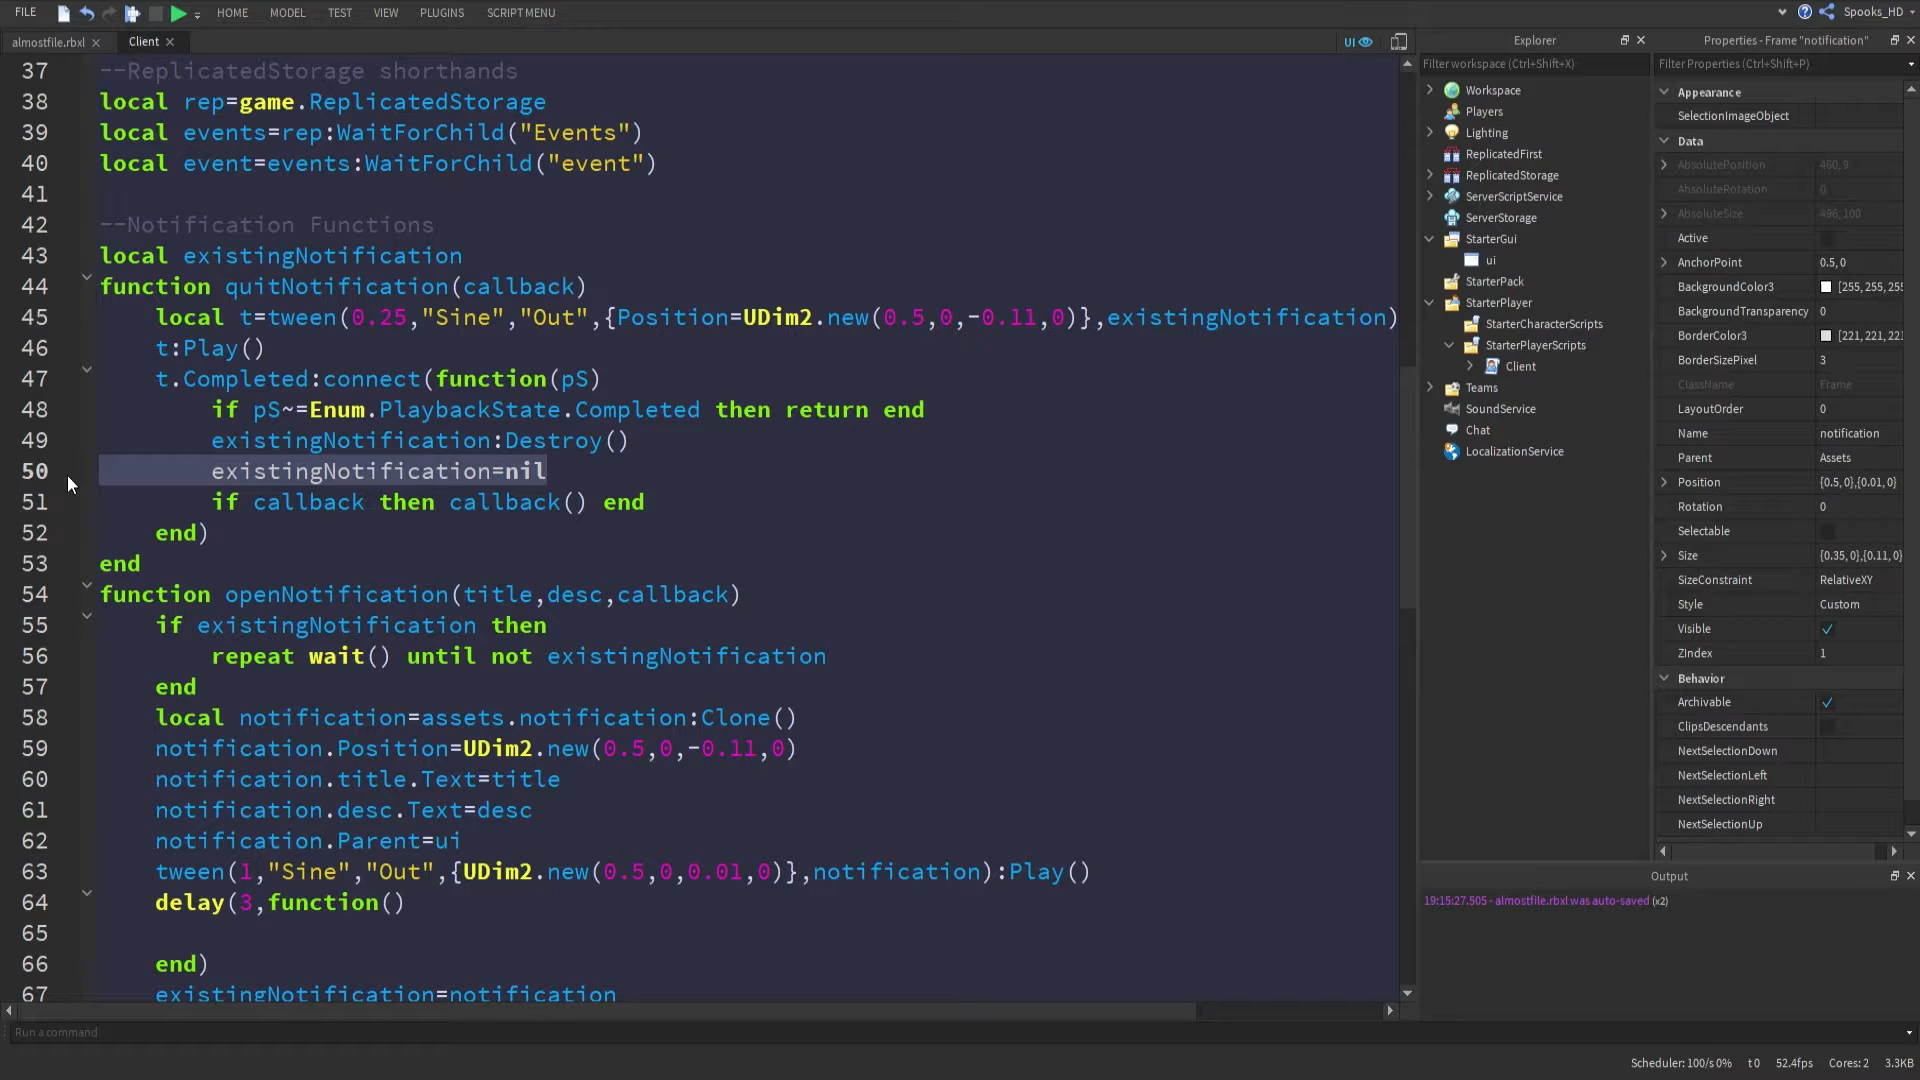 FILE HOME MODEL TEST VIEW PLUGINS SCRIPT MENU Spooks_HD
almostfile.rbxl Client UI
37 --ReplicatedStorage shorthands
38 local rep=game.ReplicatedStorage
39 local events=rep:WaitForChild("Events")
40 local event=events:WaitForChild("event")
41
42 --Notification Functions
43 local existingNotification
44 function quitNotification(callback)
45 local t=tween(0.25,"Sine","Out",{Position=UDim2.new(0.5,0,-0.11,0)},existingNotification)
46 t:Play()
47 t.Completed:connect(function(pS)
48 if pS~=Enum.PlaybackState.Completed then return end
49 existingNotification:Destroy()
50 existingNotification=nil
51 if callback then callback() end
52 end)
53 end
54 function openNotification(title,desc,callback)
55 if existingNotification then
56 repeat wait() until not existingNotification
57 end
58 local notification=assets.notification:Clone()
59 notification.Position=UDim2.new(0.5,0,-0.11,0)
60 notification.title.Text=title
61 notification.desc.Text=desc
62 notification.Parent=ui
63 tween(1,"Sine","Out",{UDim2.new(0.5,0,0.01,0)},notification):Play()
64 delay(3,function()
65
66 end)
67 existingNotification=notification
Run a command
Explorer
Filter workspace (Ctrl+Shift+X)
Workspace
Players
Lighting
ReplicatedFirst
ReplicatedStorage
ServerScriptService
ServerStorage
StarterGui
ui
StarterPack
StarterPlayer
StarterCharacterScripts
StarterPlayerScripts
Client
Teams
SoundService
Chat
LocalizationService
Properties - Frame "notification"
Filter Properties (Ctrl+Shift+P)
Appearance
SelectionImageObject
Data
AbsolutePosition 460, 9
AbsoluteRotation 0
AbsoluteSize 496, 100
Active
AnchorPoint 0.5, 0
BackgroundColor3 [255, 255, 255
BackgroundTransparency 0
BorderColor3 [221, 221, 221
BorderSizePixel 3
ClassName Frame
LayoutOrder 0
Name notification
Parent Assets
Position {0.5, 0},{0.01, 0}
Rotation 0
Selectable
Size {0.35, 0},{0.11, 0}
SizeConstraint RelativeXY
Style Custom
Visible
ZIndex 1
Behavior
Archivable
ClipsDescendants
NextSelectionDown
NextSelectionLeft
NextSelectionRight
NextSelectionUp
Output
19:15:27.505 - almostfile.rbxl was auto-saved (x2)
Scheduler: 100/s 0% t 0 52.4fps Cores: 2 3.3KB